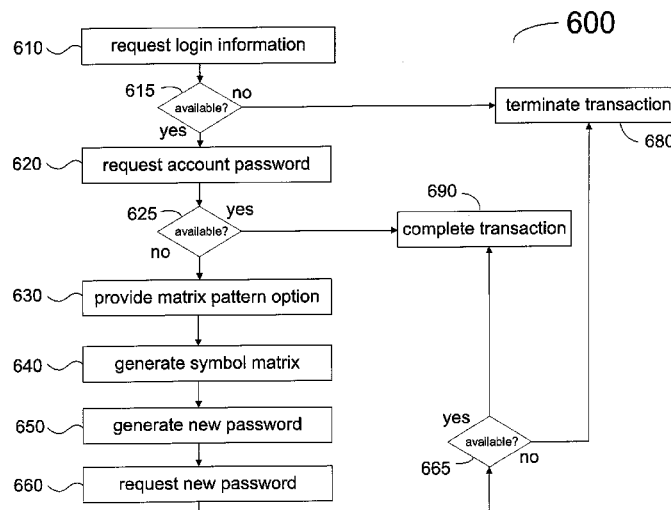 600
610
request login information
615
available?
no
yes
terminate transaction
680
620
request account password
690
625
available?
yes
no
complete transaction
630
provide matrix pattern option
640
generate symbol matrix
650
generate new password
yes
available?
no
665
660
request new password